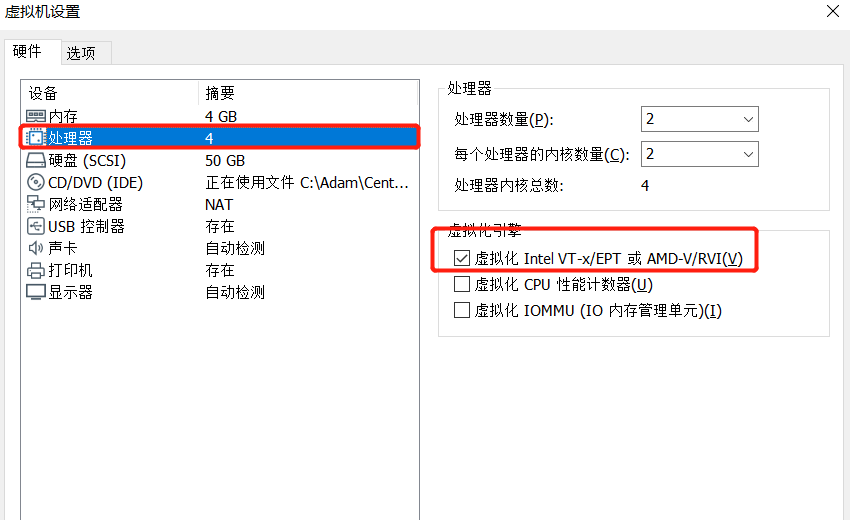 虚拟机设置
硬件 选项
设备 摘要
内存 4 GB
处理器 4
硬盘 (SCSI) 50 GB
CD/DVD (IDE) 正在使用文件 C:\Adam\Cent...
网络适配器 NAT
USB 控制器 存在
声卡 自动检测
打印机 存在
显示器 自动检测
处理器
处理器数量(P): 2
每个处理器的内核数量(C): 2
处理器内核总数: 4
虚拟化引擎
虚拟化 Intel VT-x/EPT 或 AMD-V/RVI(V)
虚拟化 CPU 性能计数器(U)
虚拟化 IOMMU (IO 内存管理单元)(I)